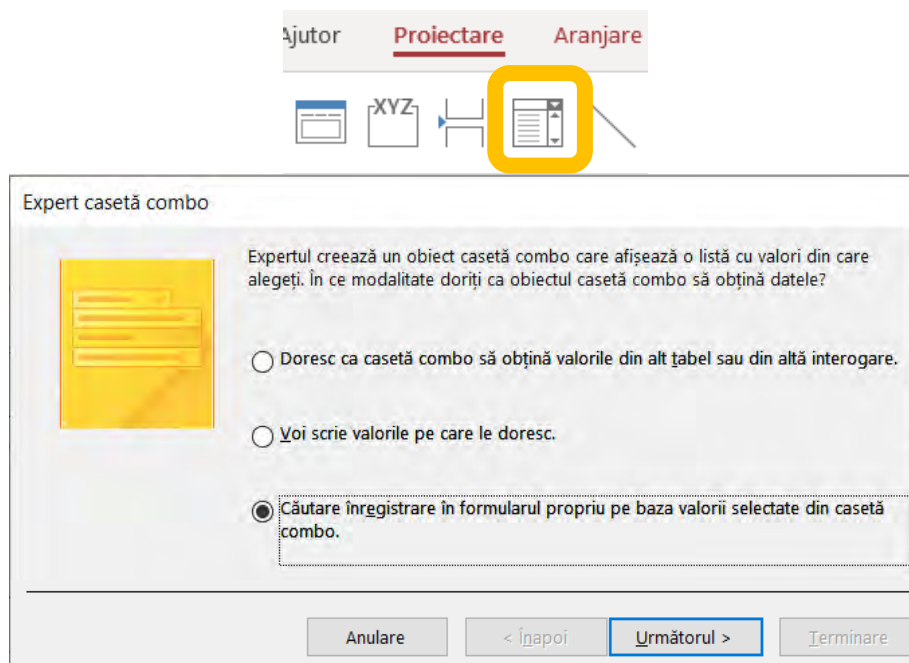 Ajutor Proiectare Aranjare
XYZ
Expert casetă combo
Expertul creează un obiect casetă combo care afișează o listă cu valori din care
alegeți. În ce modalitate doriți ca obiectul casetă combo să obțină datele?
Doresc ca casetă combo să obțină valorile din alt tabel sau din altă interogare.
Voi scrie valorile pe care le doresc.
Căutare înregistrare în formularul propriu pe baza valorii selectate din casetă
combo.
Anulare < Înapoi Următorul > Terminare